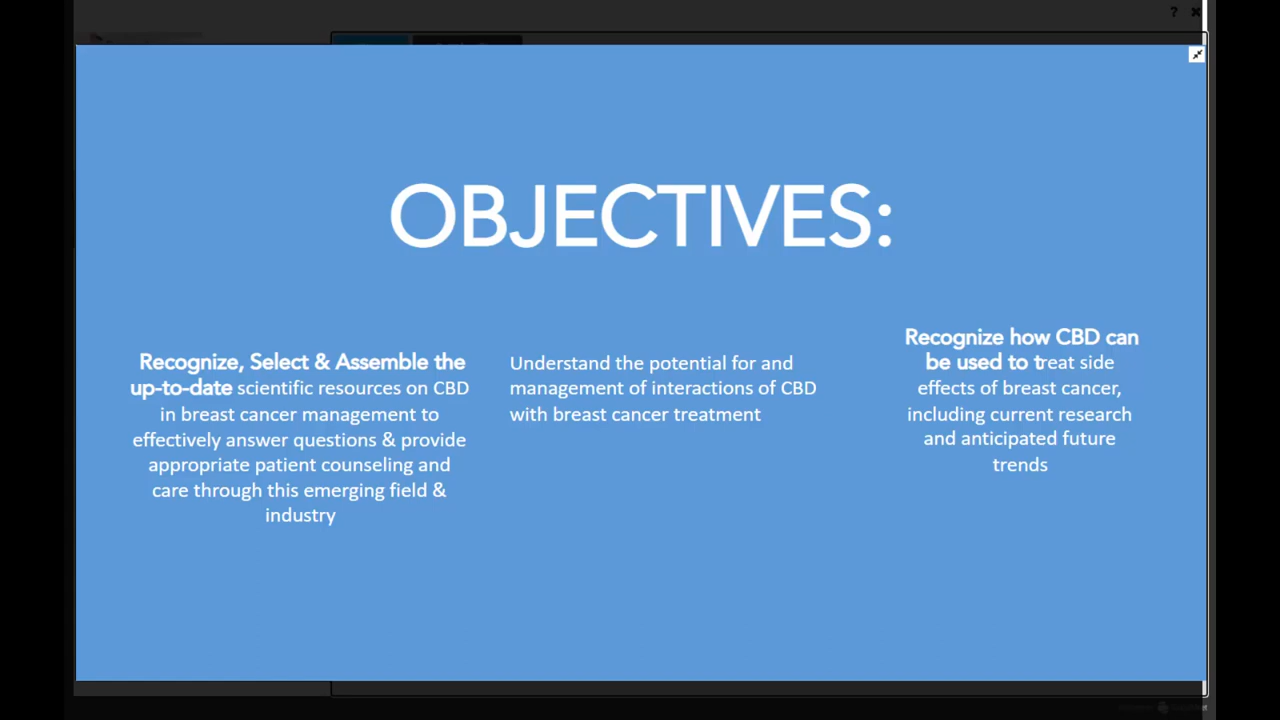 ?
OBJECTIVES:
Recognize, Select & Assemble the
up-to-date scientific resources on CBD
in breast cancer management to
effectively answer questions & provide
appropriate patient counseling and
care through this emerging field &
industry
Understand the potential for and
management of interactions of CBD
with breast cancer treatment
Recognize how CBD can
be used to treat side
effects of breast cancer,
including current research
and anticipated future
trends